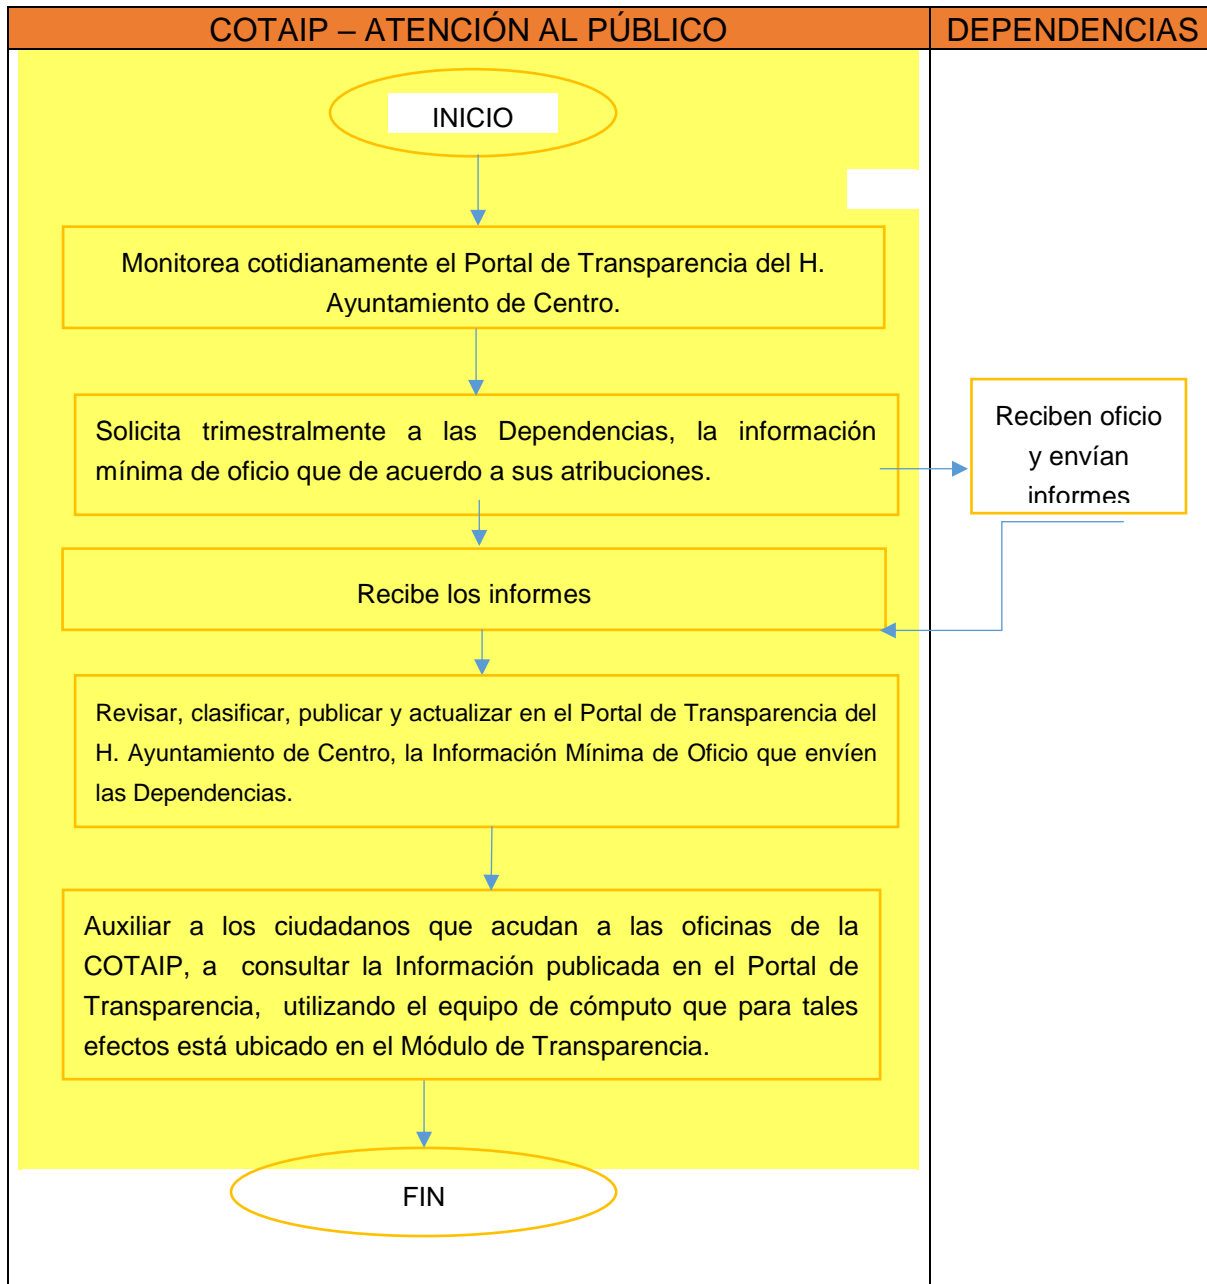 COTAIP – ATENCIÓN AL PÚBLICO
DEPENDENCIAS
INICIO
Monitorea cotidianamente el Portal de Transparencia del H.
Ayuntamiento de Centro.
Solicita trimestralmente a las Dependencias, la información
mínima de oficio que de acuerdo a sus atribuciones.
Reciben oficio
y envían
informes
Recibe los informes
Revisar, clasificar, publicar y actualizar en el Portal de Transparencia del
H. Ayuntamiento de Centro, la Información Mínima de Oficio que envíen
las Dependencias.
Auxiliar a los ciudadanos que acudan a las oficinas de la
COTAIP, a consultar la Información publicada en el Portal de
Transparencia, utilizando el equipo de cómputo que para tales
efectos está ubicado en el Módulo de Transparencia.
FIN